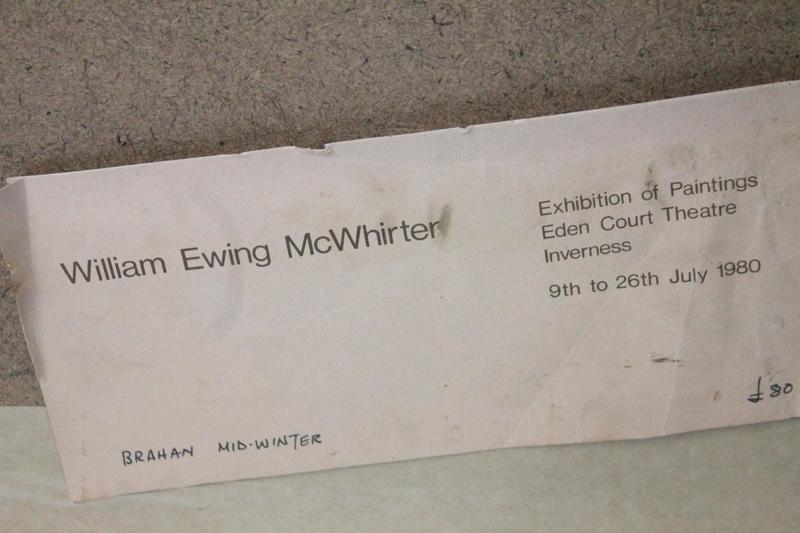 William Ewing McWhirter
Exhibition of Paintings
Eden Court Theatre
Inverness
9th to 26th July 1980
£80
BRAHAN MID-WINTER